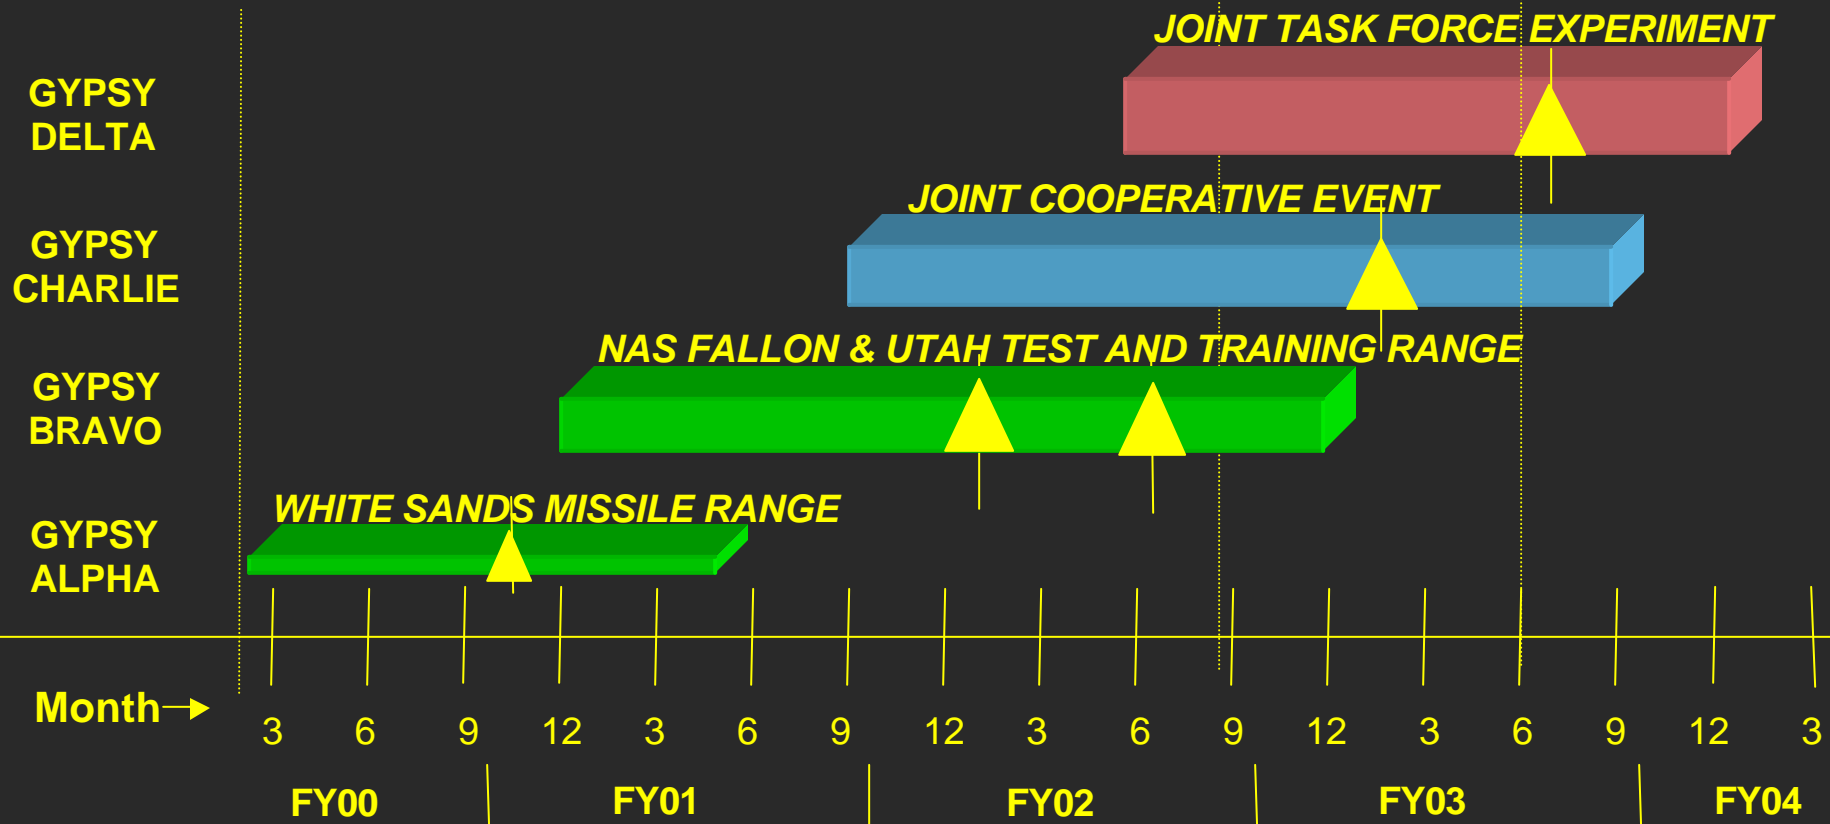 JOINT TASK FORCE EXPERIMENT
GYPSY
DELTA
JOINT COOPERATIVE EVENT
GYPSY
CHARLIE
NAS FALLON & UTAH TEST AND TRAINING RANGE
GYPSY
BRAVO
WHITE SANDS MISSILE RANGE
GYPSY
ALPHA
Month
3 6 9 12 3 6 9 12 3 6 9 12 3 6 9 12 3
FY00 FY01 FY02 FY03 FY04